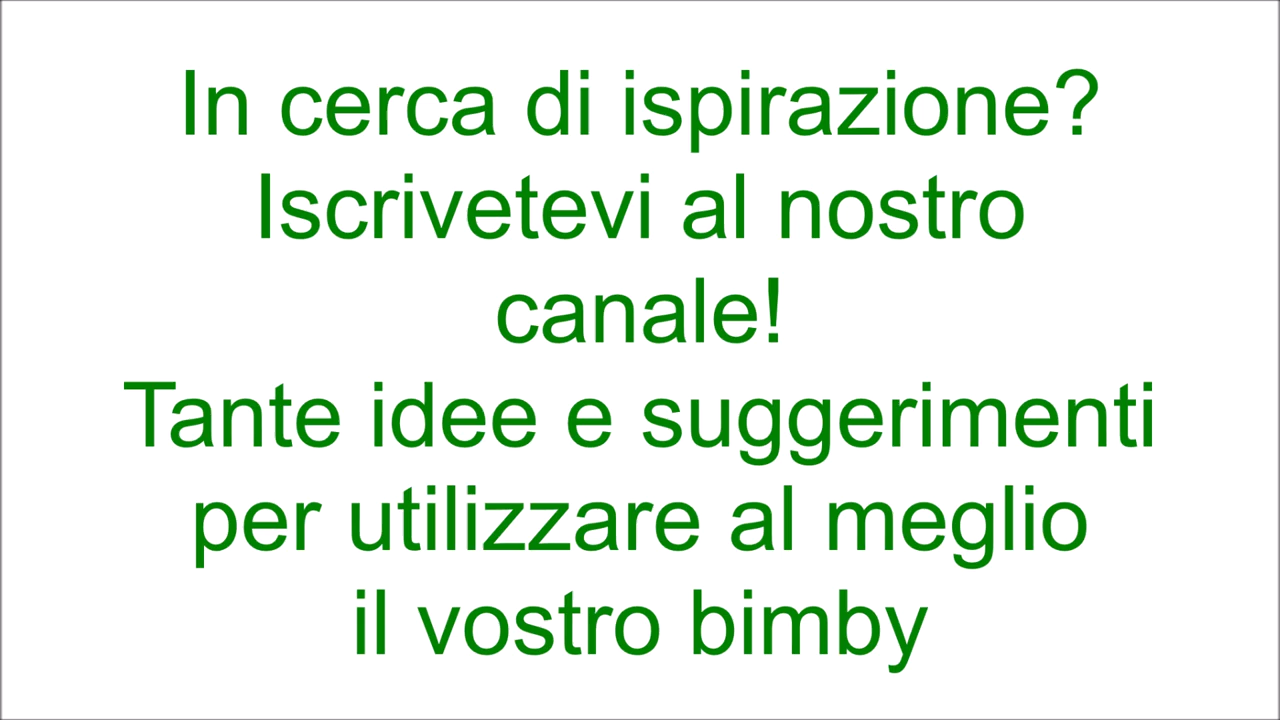 In cerca di ispirazione?
Iscrivetevi al nostro
canale!
Tante idee e suggerimenti
per utilizzare al meglio
il vostro bimby